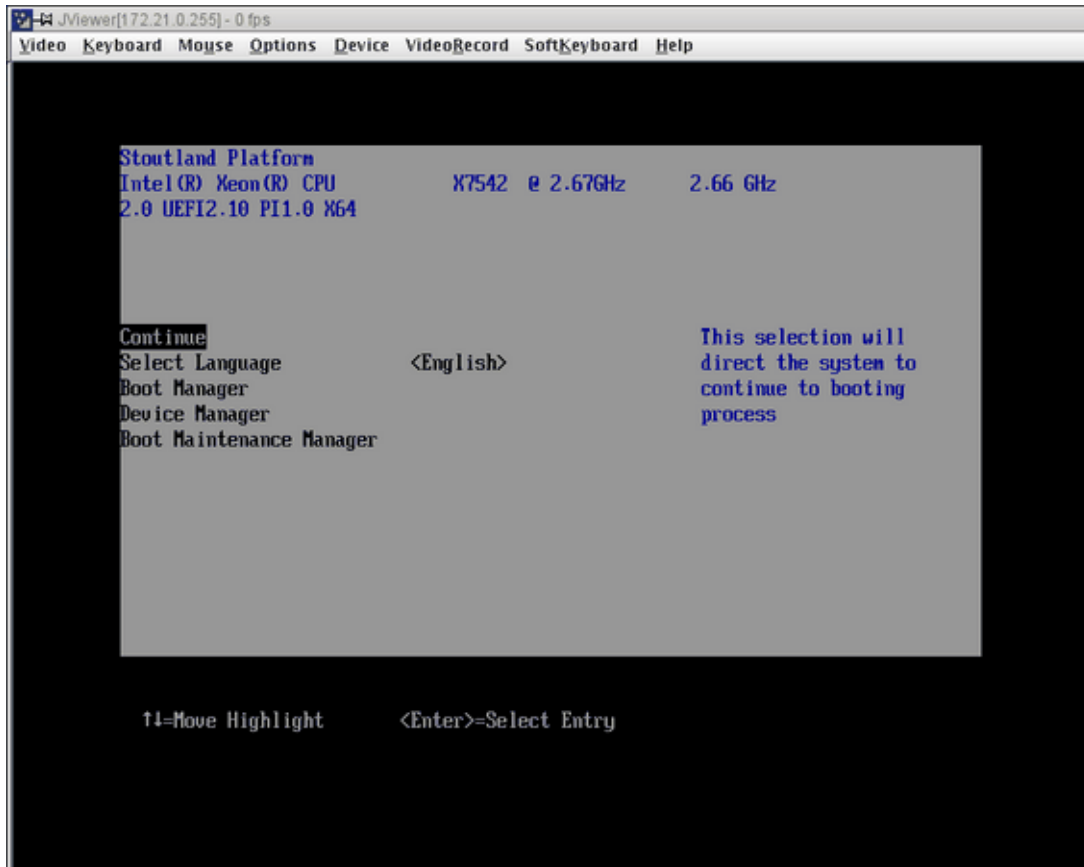 JViewer[172.21.0.255] - 0 fps
Video Keyboard Mouse Options Device VideoRecord SoftKeyboard Help
Stoutland Platform
Intel(R) Xeon(R) CPU X7542 @ 2.67GHz 2.66 GHz
2.0 UEFI2.10 PI1.0 X64
Continue This selection will
Select Language <English> direct the system to
Boot Manager continue to booting
Device Manager process
Boot Maintenance Manager
↑↓=Move Highlight <Enter>=Select Entry